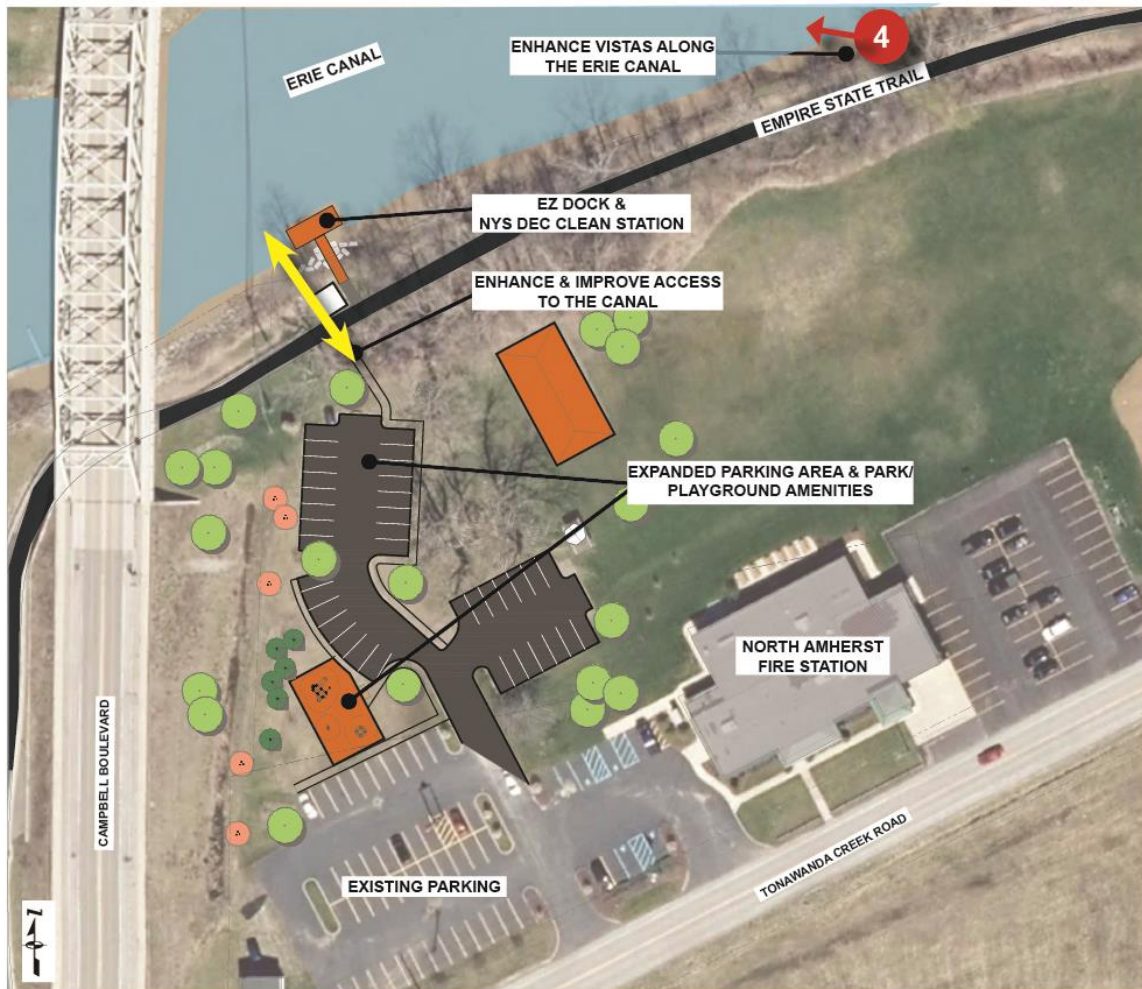 ERIE CANAL
ENHANCE VISTAS ALONG
THE ERIE CANAL
4
EMPIRE STATE TRAIL
EZ DOCK &
NYS DEC CLEAN STATION
ENHANCE & IMPROVE ACCESS
TO THE CANAL
EXPANDED PARKING AREA & PARK/
PLAYGROUND AMENITIES
NORTH AMHERST
FIRE STATION
CAMPBELL BOULEVARD
TONAWANDA CREEK ROAD
EXISTING PARKING
N